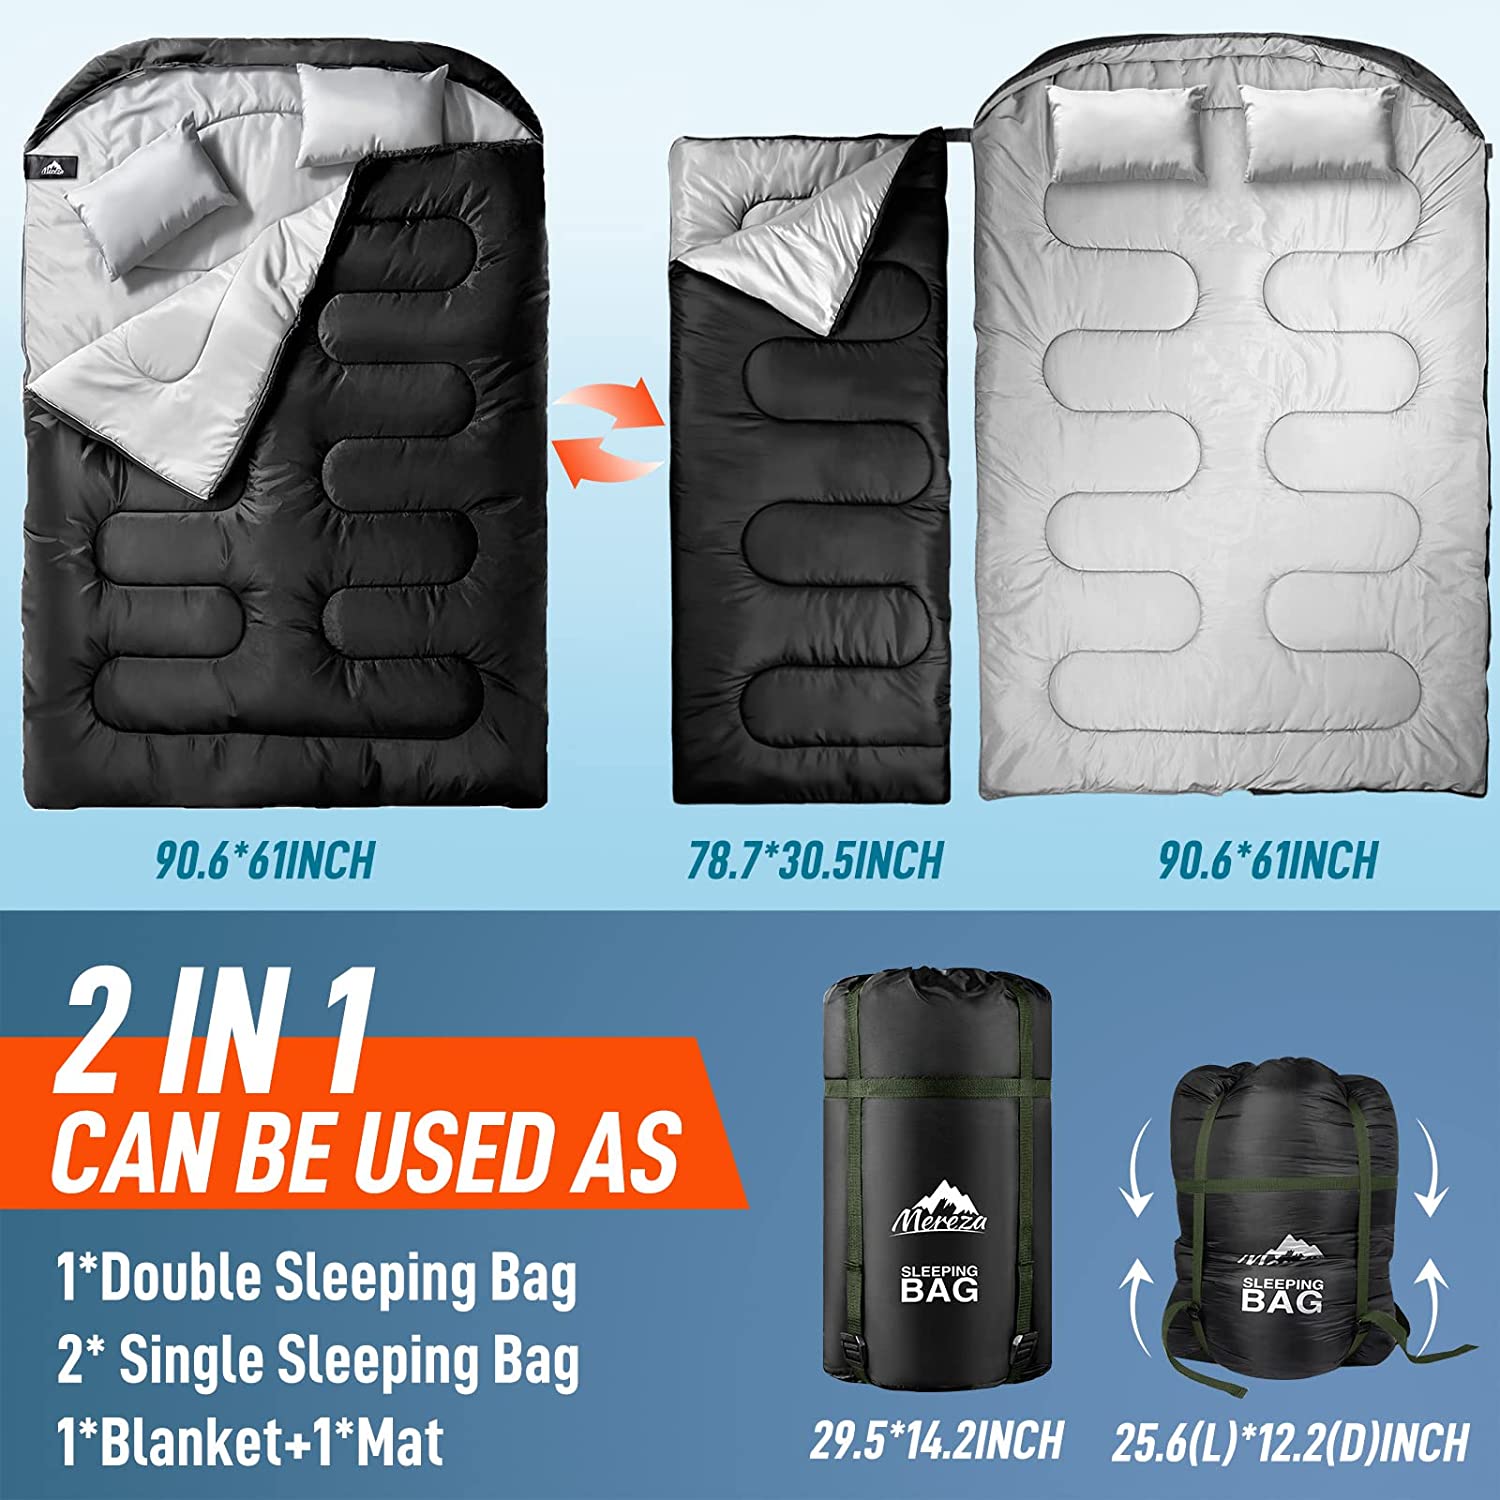 Mereza
90.6*61INCH
78.7*30.5INCH
90.6*61INCH
2 IN 1
CAN BE USED AS
1*Double Sleeping Bag
2* Single Sleeping Bag
1*Blanket+1*Mat
Mereza
SLEEPING
BAG
29.5*14.2INCH
SLEEPING
BAG
25.6(L)*12.2(D)INCH